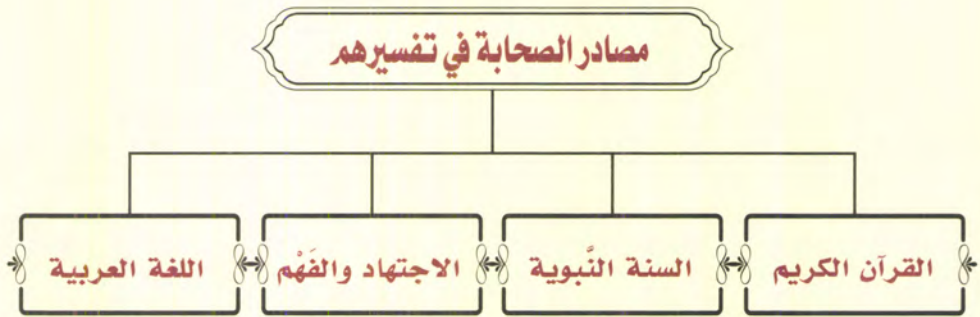 مصادر الصحابة في تفسيرهم
القرآن الكريم
السنة النَّبوية
الاجتهاد والفَهْم
اللغة العربية